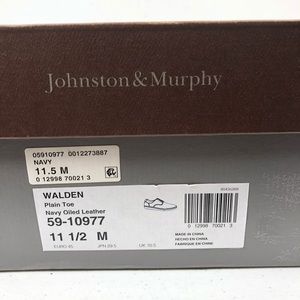 Johnston & Murphy
05910977 0012273887
NAVY
11.5 M
0 12998 70021 3
WALDEN
Plain Toe
Navy Oiled Leather
59-10977
11 1/2 M
EURO 45 JPN 29.5 UK 10.5
0 12998 70021 3
MADE IN CHINA
HECHO EN CHINA
FABRIQUE EN CHINE